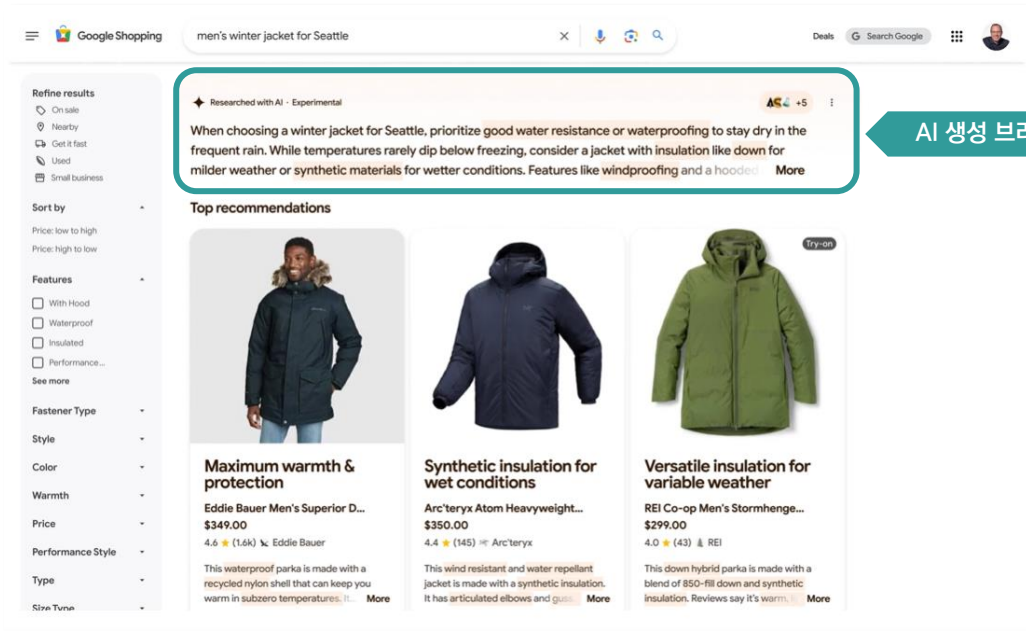 Google Shopping
men's winter jacket for Seattle
Deals
G Search Google
Refine results
On sale
Nearby
Get it fast
Used
Small business
Sort by
Price: low to high
Price: high to low
Features
With Hood
Waterproof
Insulated
Performance...
See more
Fastener Type
Style
Color
Warmth
Price
Performance Style
Type
Size Type
Researched with AI · Experimental
+5
When choosing a winter jacket for Seattle, prioritize good water resistance or waterproofing to stay dry in the
frequent rain. While temperatures rarely dip below freezing, consider a jacket with insulation like down for
milder weather or synthetic materials for wetter conditions. Features like windproofing and a hooded More
AI 생성
Top recommendations
Maximum warmth &
protection
Eddie Bauer Men's Superior D...
$349.00
4.6 ★ (1.6k) Eddie Bauer
This waterproof parka is made with a
recycled nylon shell that can keep you
warm in subzero temperatures. More
Synthetic insulation for
wet conditions
Arc'teryx Atom Heavyweight...
$350.00
4.4 ★ (145) Arc'teryx
This wind resistant and water repellant
jacket is made with a synthetic insulation.
It has articulated elbows and More
Try-on
Versatile insulation for
variable weather
REI Co-op Men's Stormhenge...
$299.00
4.0 ★ (43) REI
This down hybrid parka is made with a
blend of 850-fill down and synthetic
insulation. Reviews say it's warm, More